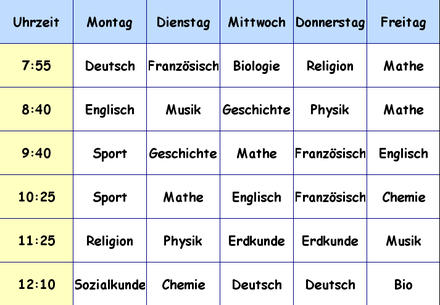 Uhrzeit Montag Dienstag Mittwoch Donnerstag Freitag
7:55 Deutsch Französisch Biologie Religion Mathe
8:40 Englisch Musik Geschichte Physik Mathe
9:40 Sport Geschichte Mathe Französisch Englisch
10:25 Sport Mathe Englisch Französisch Chemie
11:25 Religion Physik Erdkunde Erdkunde Musik
12:10 Sozialkunde Chemie Deutsch Deutsch Bio